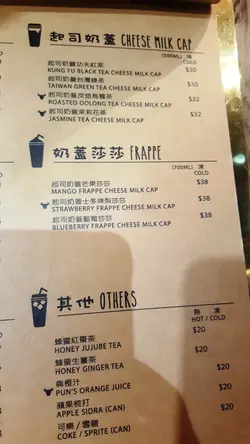 起司奶蓋 CHEESE MILK CAP
(500ML) 凍
COLD
起司奶蓋功夫紅茶 $30
KUNG FU BLACK TEA CHEESE MILK CAP
起司奶蓋台灣綠茶 $30
TAIWAN GREEN TEA CHEESE MILK CAP
起司奶蓋炭焙烏龍茶 $32
ROASTED OOLONG TEA CHEESE MILK CAP
起司奶蓋茉莉花茶 $32
JASMINE TEA CHEESE MILK CAP
奶蓋莎莎 FRAPPE
(700ML) 凍
COLD
起司奶蓋芒果莎莎 $38
MANGO FRAPPE CHEESE MILK CAP
起司奶蓋士多啤梨莎莎 $38
STRAWBERRY FRAPPE CHEESE MILK CAP
起司奶蓋藍莓莎莎 $38
BLUEBERRY FRAPPE CHEESE MILK CAP
其他 OTHERS
熱 凍
HOT / COLD
蜂蜜紅棗茶 $20
HONEY JUJUBE TEA
蜂蜜生薑茶 $20
HONEY GINGER TEA
噴橙汁 $20
PUN'S ORANGE JUICE
蘋果梳打 $20
APPLE SIDRA (CAN)
可樂 / 雪碧
COKE / SPRITE (CAN)